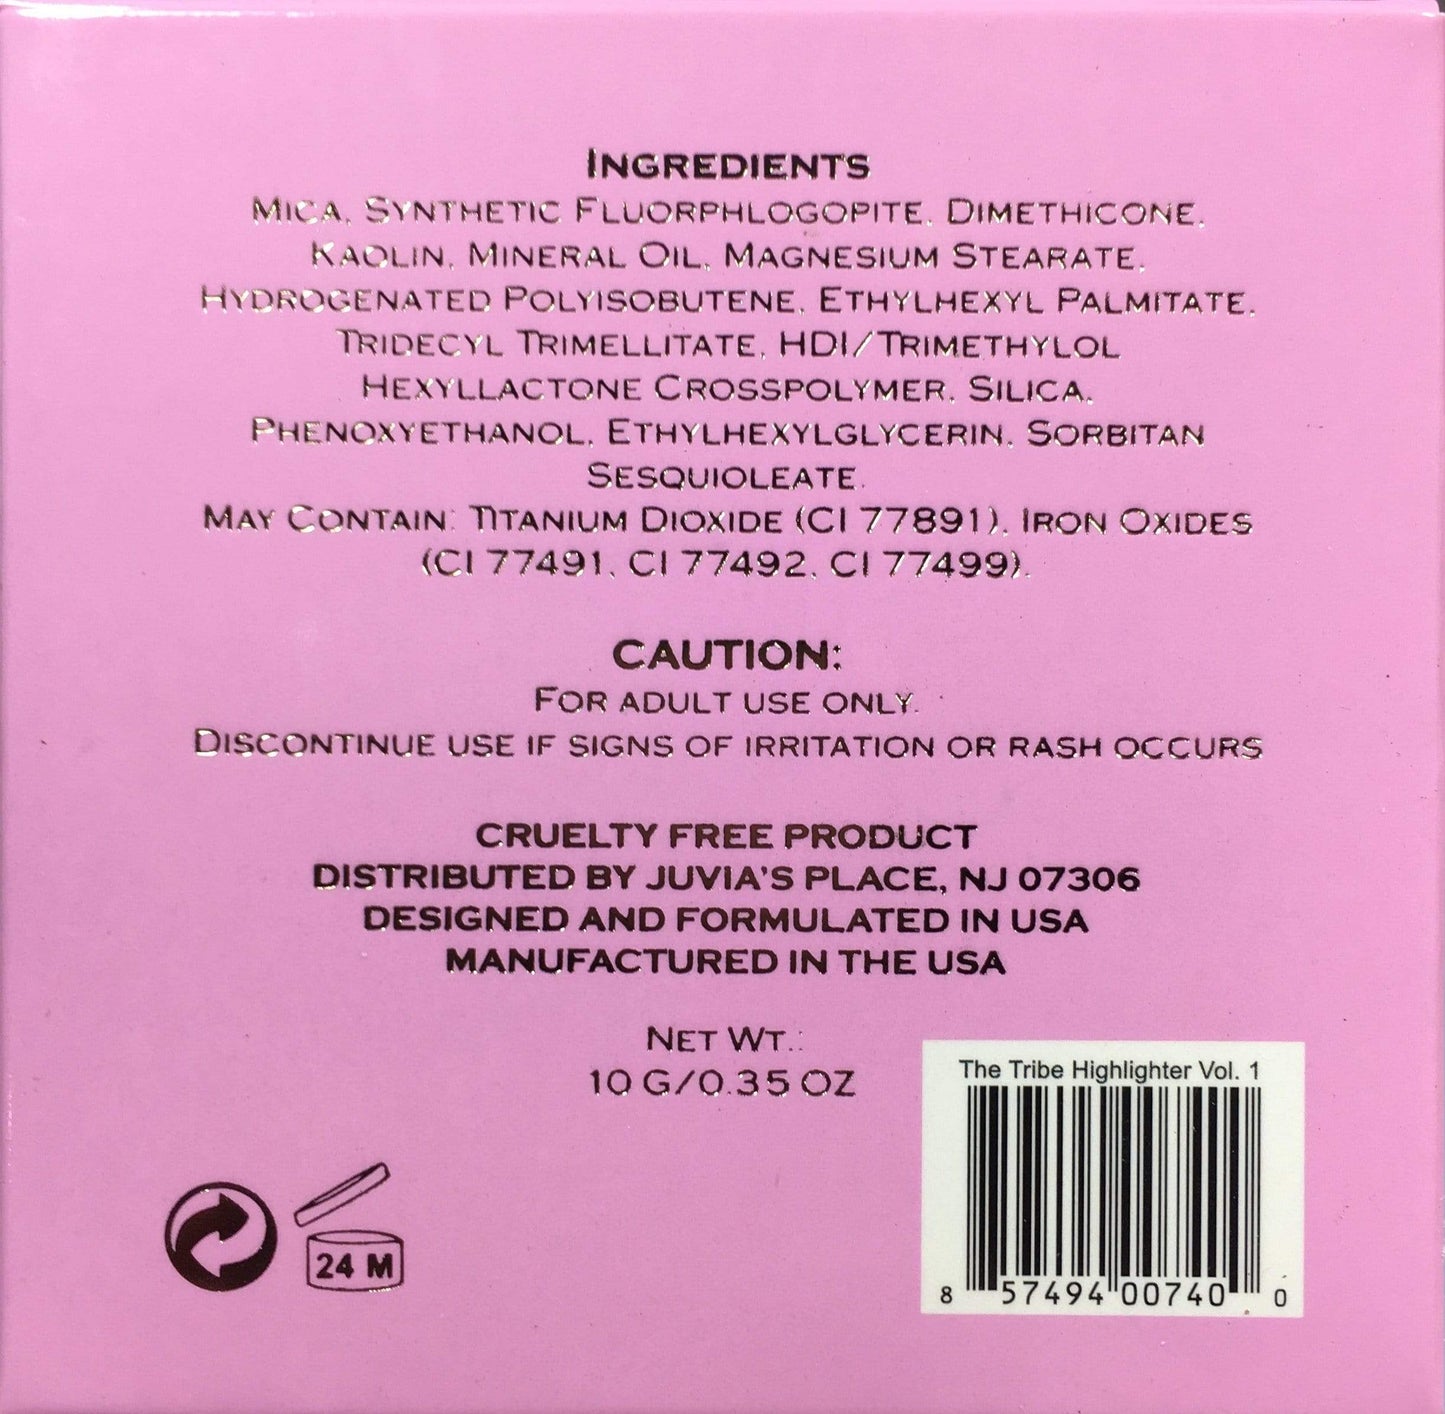 INGREDIENTS
MICA, SYNTHETIC FLUORPHLOGOPITE, DIMETHICONE,
KAOLIN, MINERAL OIL, MAGNESIUM STEARATE,
HYDROGENATED POLYISOBUTENE, ETHYLHEXYL PALMITATE,
TRIDECYL TRIMELLITATE, HDI/TRIMETHYLOL
HEXYLLACTONE CROSSPOLYMER, SILICA,
PHENOXYETHANOL, ETHYLHEXYLGLYCERIN, SORBITAN
SESQUIOLEATE.
MAY CONTAIN: TITANIUM DIOXIDE (CI 77891), IRON OXIDES
(CI 77491, CI 77492, CI 77499).
CAUTION:
FOR ADULT USE ONLY.
DISCONTINUE USE IF SIGNS OF IRRITATION OR RASH OCCURS
CRUELTY FREE PRODUCT
DISTRIBUTED BY JUVIA'S PLACE, NJ 07306
DESIGNED AND FORMULATED IN USA
MANUFACTURED IN THE USA
NET WT.:
10 G/0.35 OZ
The Tribe Highlighter Vol. 1
8 57494 00740 0
24 M